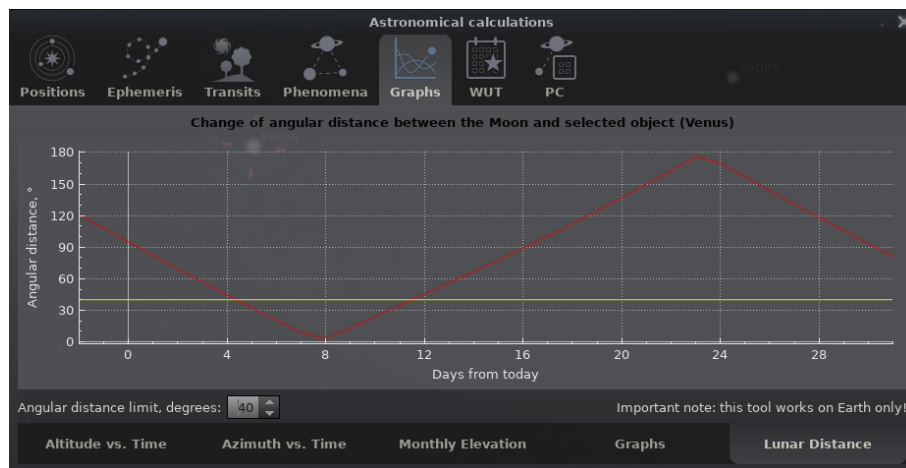 Astronomical calculations
Positions Ephemeris Transits Phenomena Graphs WUT PC
Saturn
Change of angular distance between the Moon and selected object (Venus)
180
150
120
90
60
30
0
Angular distance, °
0 4 8 12 16 20 24 28
Days from today
Angular distance limit, degrees: 40 Important note: this tool works on Earth only!
Altitude vs. Time Azimuth vs. Time Monthly Elevation Graphs Lunar Distance